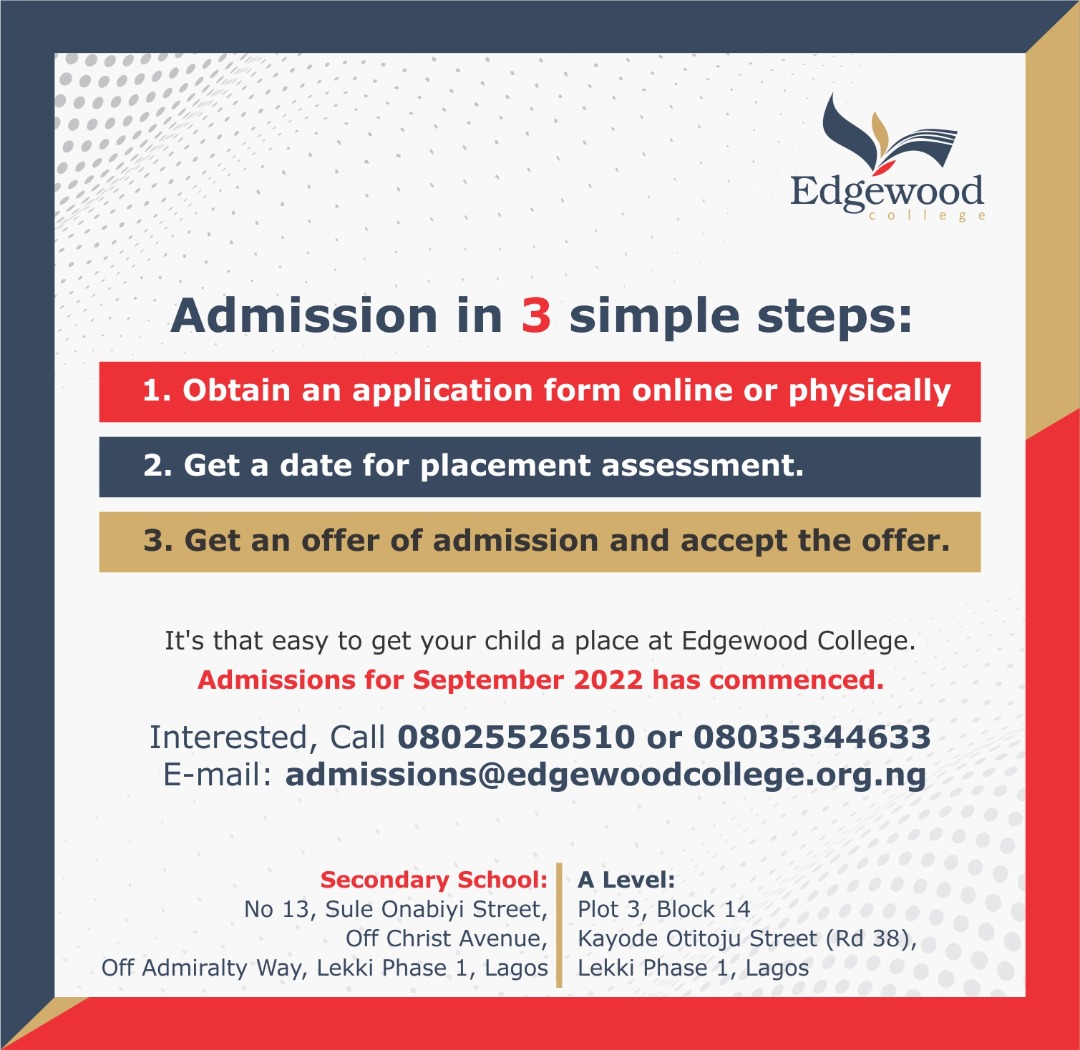 Edgewood
college
Admission in 3 simple steps:
1. Obtain an application form online or physically
2. Get a date for placement assessment.
3. Get an offer of admission and accept the offer.
It's that easy to get your child a place at Edgewood College.
Admissions for September 2022 has commenced.
Interested, Call 08025526510 or 08035344633
E-mail: admissions@edgewoodcollege.org.ng
Secondary School:
No 13, Sule Onabiyi Street,
Off Christ Avenue,
Off Admiralty Way, Lekki Phase 1, Lagos
A Level:
Plot 3, Block 14
Kayode Otitoju Street (Rd 38),
Lekki Phase 1, Lagos